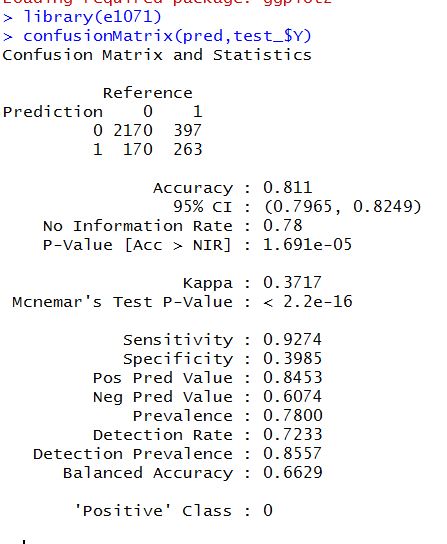 Loading required package: ggplot2
> library(e1071)
> confusionMatrix(pred,test_$Y)
Confusion Matrix and Statistics
Reference
Prediction 0 1
0 2170 397
1 170 263
Accuracy : 0.811
95% CI : (0.7965, 0.8249)
No Information Rate : 0.78
P-Value [Acc > NIR] : 1.691e-05
Kappa : 0.3717
Mcnemar's Test P-Value : < 2.2e-16
Sensitivity : 0.9274
Specificity : 0.3985
Pos Pred Value : 0.8453
Neg Pred Value : 0.6074
Prevalence : 0.7800
Detection Rate : 0.7233
Detection Prevalence : 0.8557
Balanced Accuracy : 0.6629
'Positive' Class : 0